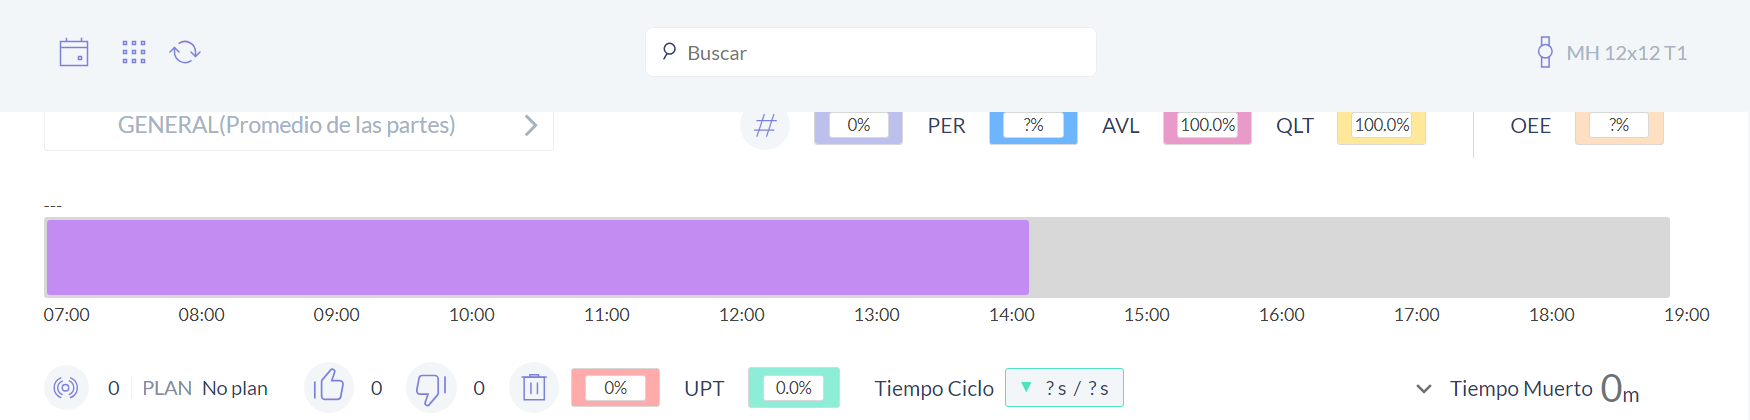 Buscar
MH 12x12 T1
GENERAL(Promedio de las partes)
# 0% PER ?% AVL 100.0% QLT 100.0% OEE ?%
---
07:00 08:00 09:00 10:00 11:00 12:00 13:00 14:00 15:00 16:00 17:00 18:00 19:00
0 PLAN No plan 0 0 0% UPT 0.0% Tiempo Ciclo ? s / ? s Tiempo Muerto 0m